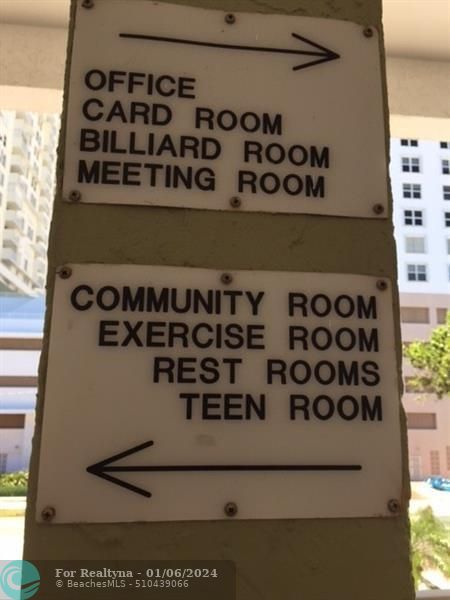 OFFICE
CARD ROOM
BILLIARD ROOM
MEETING ROOM
COMMUNITY ROOM
EXERCISE ROOM
REST ROOMS
TEEN ROOM
For Realtyna - 01/06/2024
© BeachesMLS - 510439066